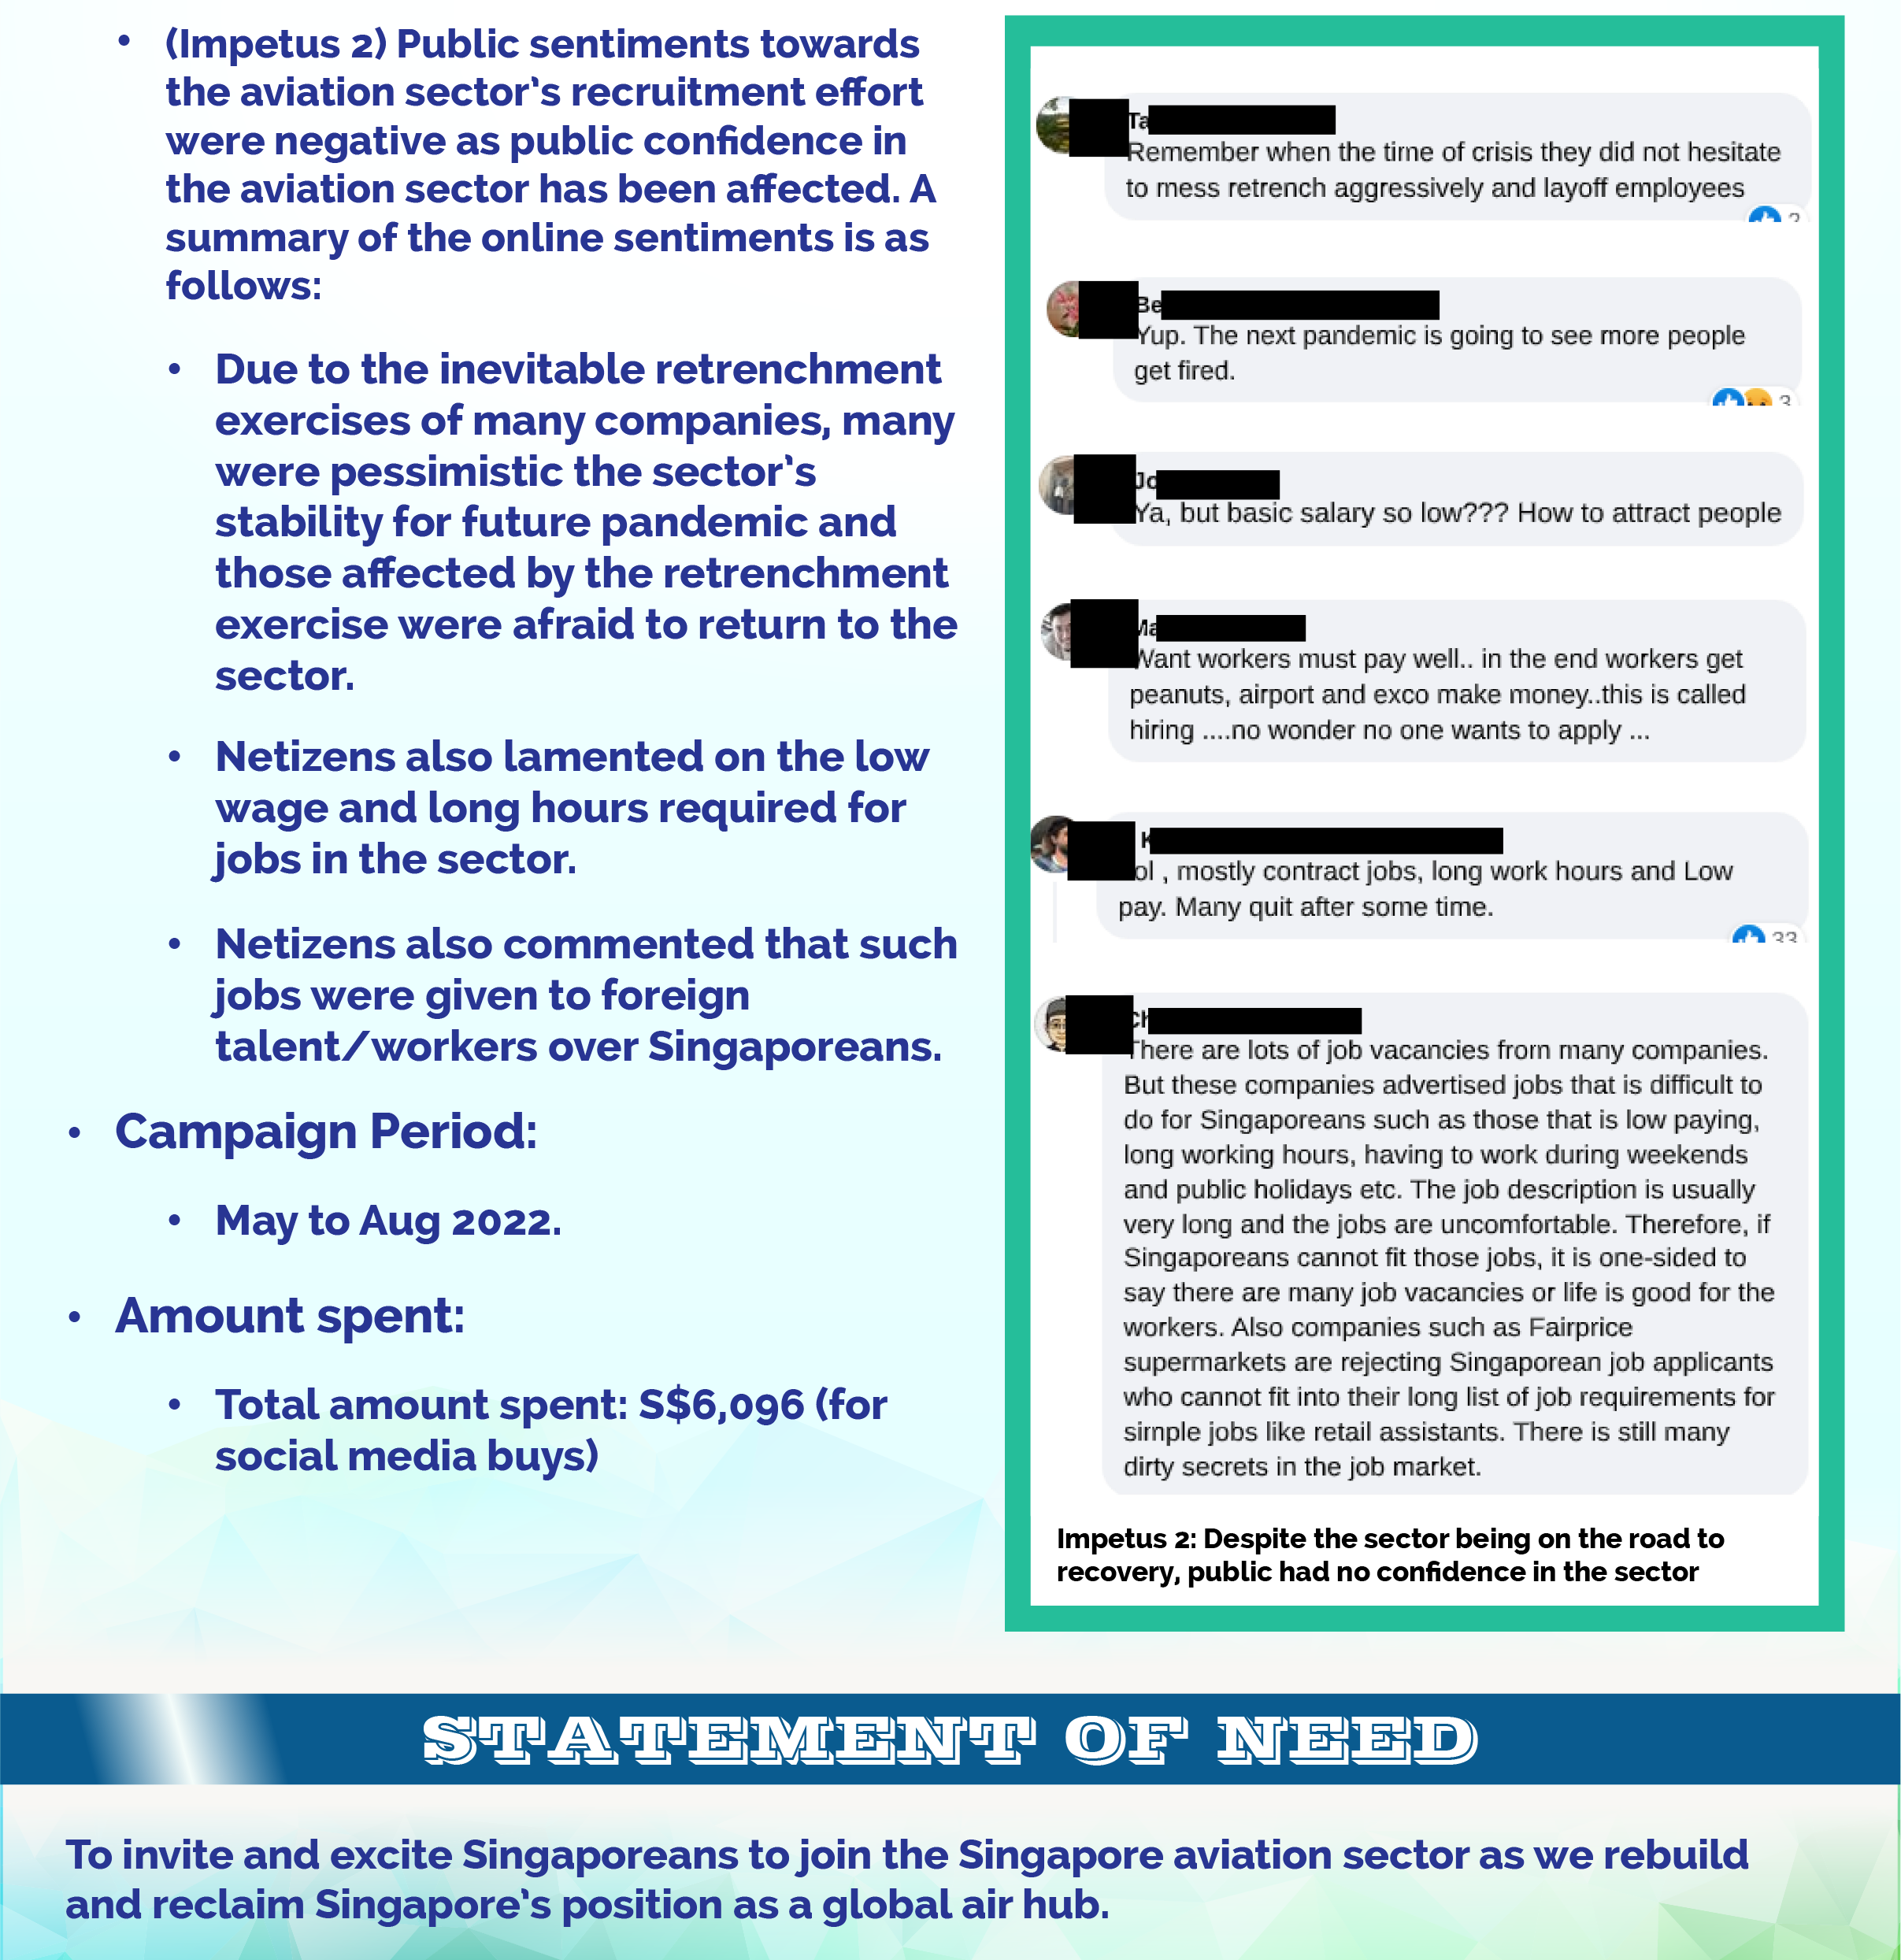 (Impetus 2) Public sentiments towards
the aviation sector’s recruitment effort
were negative as public confidence in
the aviation sector has been affected. A
summary of the online sentiments is as
follows:
Due to the inevitable retrenchment
exercises of many companies, many
were pessimistic the sector’s
stability for future pandemic and
those affected by the retrenchment
exercise were afraid to return to the
sector.
Netizens also lamented on the low
wage and long hours required for
jobs in the sector.
Netizens also commented that such
jobs were given to foreign
talent/workers over Singaporeans.
Campaign Period:
May to Aug 2022.
Amount spent:
Total amount spent: S$6,096 (for
social media buys)
Ta
Remember when the time of crisis they did not hesitate
to mess retrench aggressively and layoff employees
Be
Yup. The next pandemic is going to see more people
get fired.
3
Jo
Ya, but basic salary so low??? How to attract people
Ma
Want workers must pay well.. in the end workers get
peanuts, airport and exco make money..this is called
hiring ....no wonder no one wants to apply ...
K
ol , mostly contract jobs, long work hours and Low
pay. Many quit after some time.
33
Ch
There are lots of job vacancies from many companies.
But these companies advertised jobs that is difficult to
do for Singaporeans such as those that is low paying,
long working hours, having to work during weekends
and public holidays etc. The job description is usually
very long and the jobs are uncomfortable. Therefore, if
Singaporeans cannot fit those jobs, it is one-sided to
say there are many job vacancies or life is good for the
workers. Also companies such as Fairprice
supermarkets are rejecting Singaporean job applicants
who cannot fit into their long list of job requirements for
simple jobs like retail assistants. There is still many
dirty secrets in the job market.
Impetus 2: Despite the sector being on the road to
recovery, public had no confidence in the sector
STATEMENT OF NEED
To invite and excite Singaporeans to join the Singapore aviation sector as we rebuild
and reclaim Singapore’s position as a global air hub.